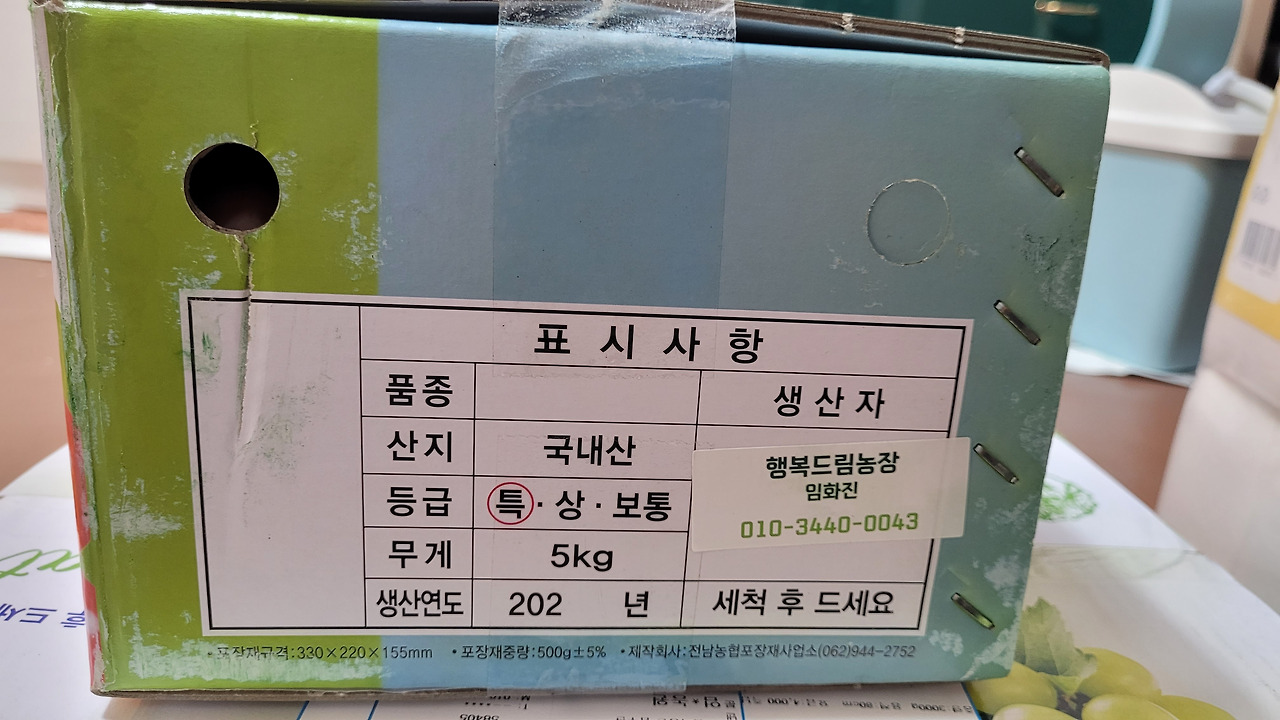 표시사항
품종
생산자
산지 국내산
행복드림농장
임화진
010-3440-0043
등급 특·상·보통
무게 5kg
생산연도 202 년 세척 후 드세요
• 포장재규격:330×220×155mm • 포장재중량:500g±5% • 제작회사:전남농협포장재사업소(062)944-2752
58405